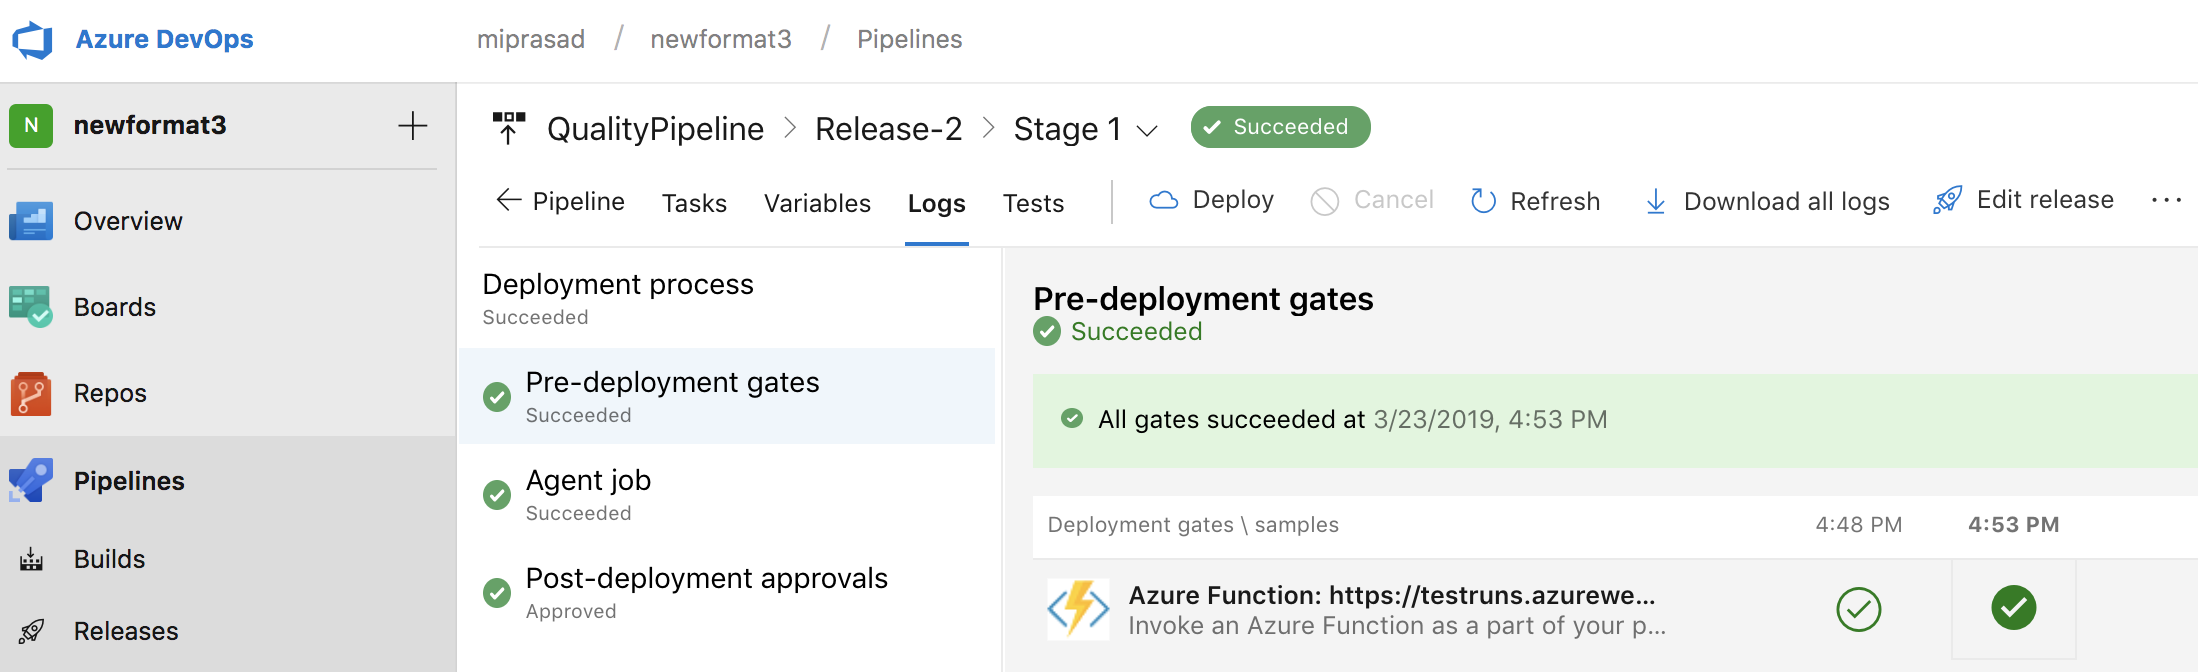 Azure DevOps
miprasad / newformat3 / Pipelines
N newformat3
Overview
Boards
Repos
Pipelines
Builds
Releases
QualityPipeline > Release-2 > Stage 1 Succeeded
Pipeline Tasks Variables Logs Tests Deploy Cancel Refresh Download all logs Edit release ...
Deployment process
Succeeded
Pre-deployment gates
Succeeded
Agent job
Succeeded
Post-deployment approvals
Approved
Pre-deployment gates
Succeeded
All gates succeeded at 3/23/2019, 4:53 PM
Deployment gates \ samples 4:48 PM 4:53 PM
Azure Function: https://testruns.azurewe...
Invoke an Azure Function as a part of your p...